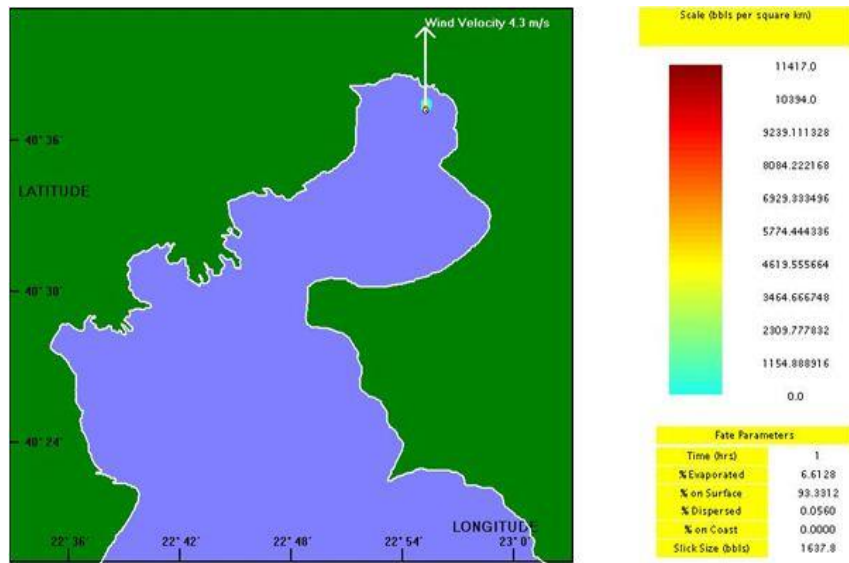 Wind Velocity 4.3 m/s
40° 36'
LATITUDE
40° 30'
40° 24'
LONGITUDE
22° 36'
22° 42'
22° 48'
22° 54'
23° 0'
Scale (bbls per square km)
11417.0
10394.0
9239.111328
8084.222168
6929.333496
5774.444336
4619.555664
3464.666748
2309.777832
1154.888916
0.0
Fate Parameters
Time (hrs) 1
% Evaporated 6.6128
% on Surface 93.3312
% Dispersed 0.0560
% on Coast 0.0000
Slick Size (bbls) 1637.8